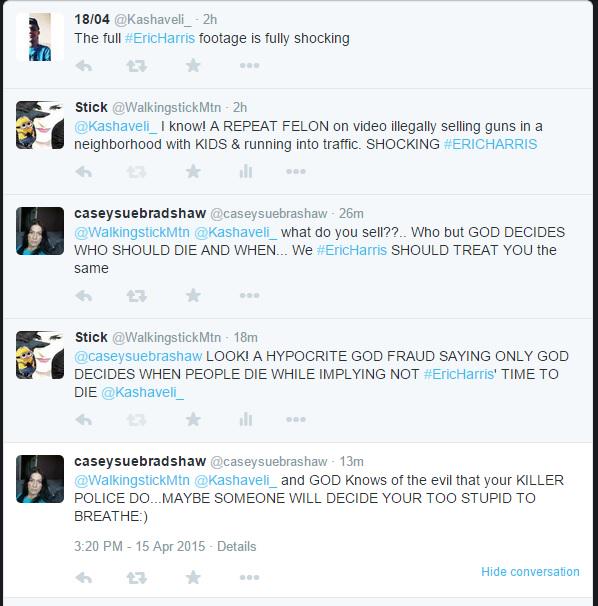 18/04 @Kashaveli_ · 2h
The full #EricHarris footage is fully shocking
Stick @WalkingstickMtn · 2h
@Kashaveli_ I know! A REPEAT FELON on video illegally selling guns in a
neighborhood with KIDS & running into traffic. SHOCKING #ERICHARRIS
caseysuebradshaw @caseysuebrashaw · 26m
@WalkingstickMtn @Kashaveli_ what do you sell??.. Who but GOD DECIDES
WHO SHOULD DIE AND WHEN... We #EricHarris SHOULD TREAT YOU the
same
Stick @WalkingstickMtn · 18m
@caseysuebrashaw LOOK! A HYPOCRITE GOD FRAUD SAYING ONLY GOD
DECIDES WHEN PEOPLE DIE WHILE IMPLYING NOT #EricHarris' TIME TO
DIE @Kashaveli_
caseysuebradshaw @caseysuebrashaw · 13m
@WalkingstickMtn @Kashaveli_ and GOD Knows of the evil that your KILLER
POLICE DO...MAYBE SOMEONE WILL DECIDE YOUR TOO STUPID TO
BREATHE:)
3:20 PM - 15 Apr 2015 · Details
Hide conversation